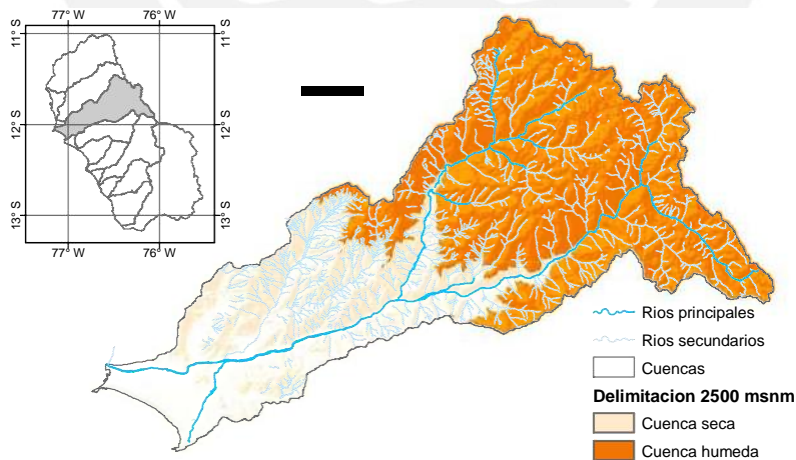 77° W 76° W
11° S 11° S
12° S 12° S
13° S 13° S
77° W 76° W
Rios principales
Rios secundarios
Cuencas
Delimitacion 2500 msnm
Cuenca seca
Cuenca humeda